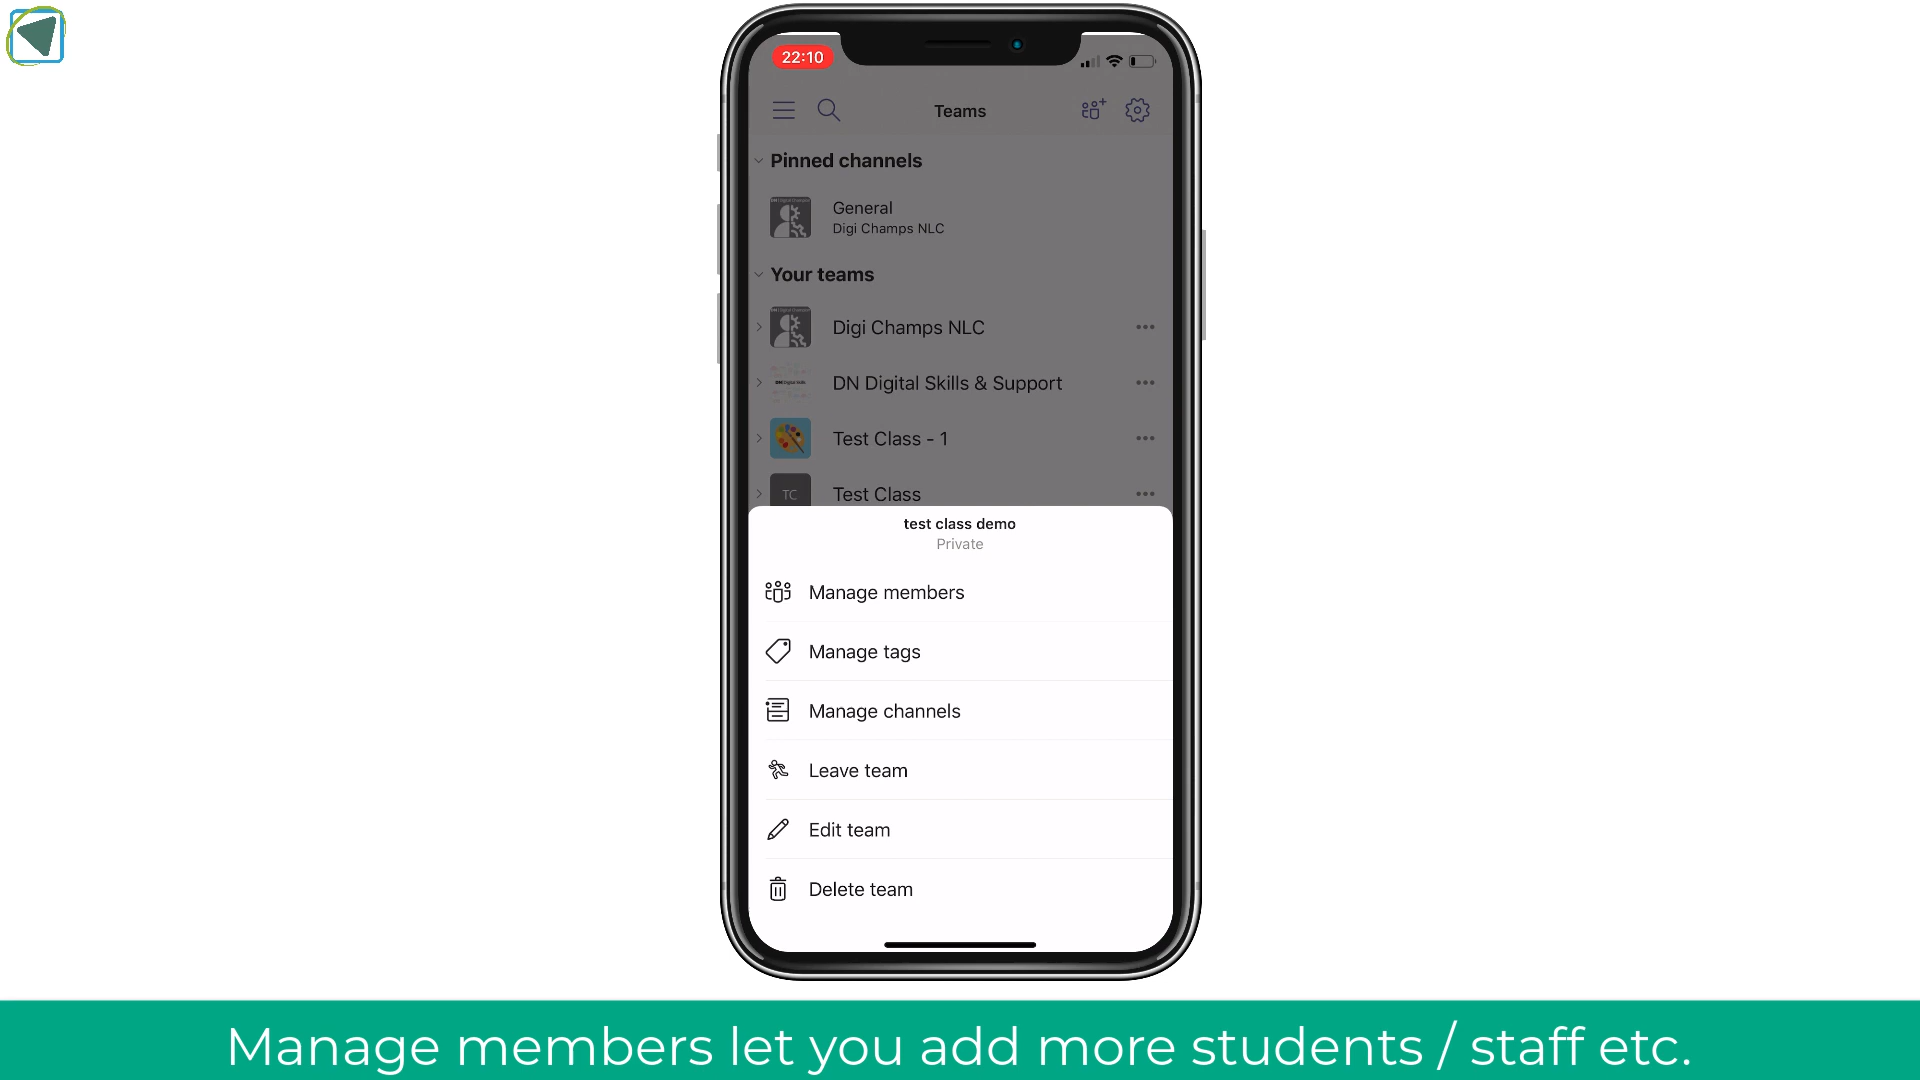 22:10
Teams
Pinned channels
General
Digi Champs NLC
Your teams
Digi Champs NLC
DN Digital Skills & Support
Test Class - 1
TC
Test Class
test class demo
Private
Manage members
Manage tags
Manage channels
Leave team
Edit team
Delete team
Manage members let you add more students / staff etc.